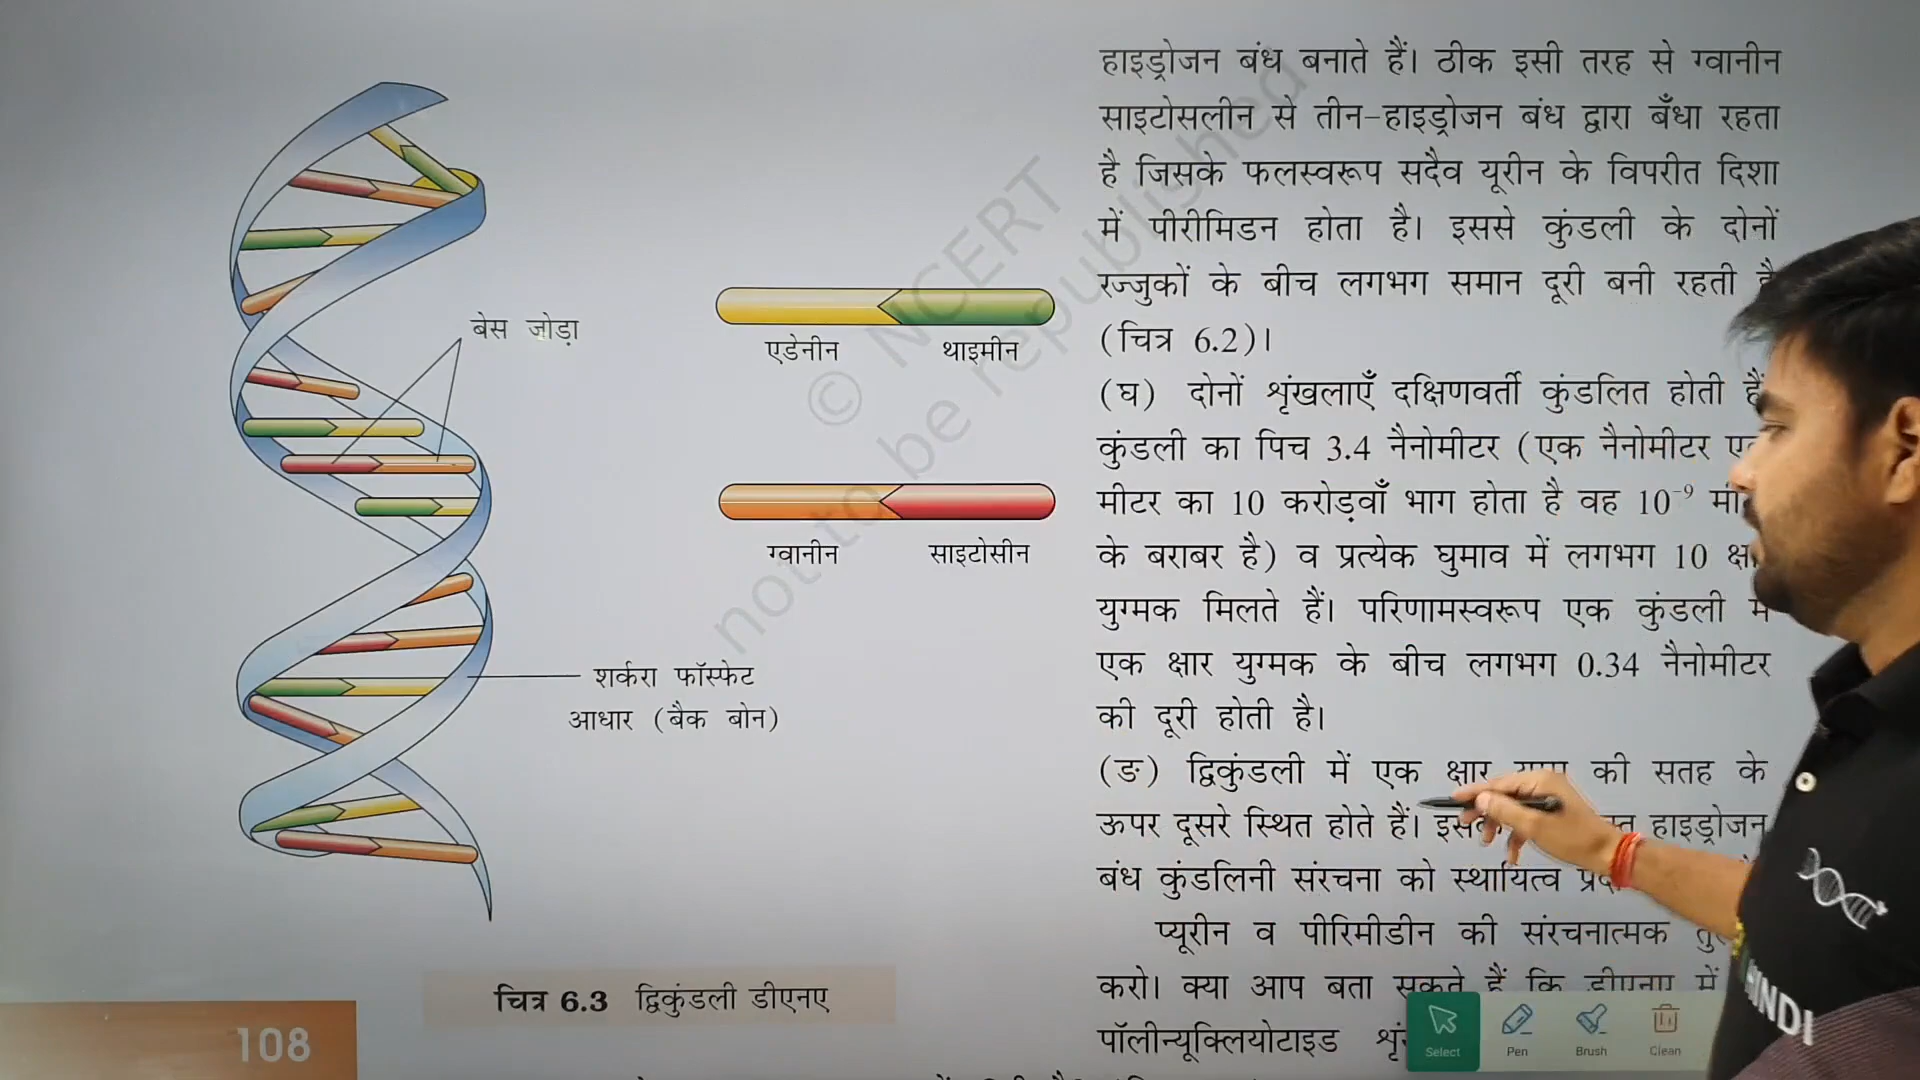 बेस जोड़ा
एडेनीन थाइमीन
ग्वानीन साइटोसीन
शर्करा फॉस्फेट
आधार (बैक बोन)
चित्र 6.3 द्विकुंडली डीएनए
108
© NCERT
not to be republished
हाइड्रोजन बंध बनाते हैं। ठीक इसी तरह से ग्वानीन
साइटोसलीन से तीन-हाइड्रोजन बंध द्वारा बँधा रहता
है जिसके फलस्वरूप सदैव यूरीन के विपरीत दिशा
में पीरीमिडन होता है। इससे कुंडली के दोनों
रज्जुकों के बीच लगभग समान दूरी बनी रहती है
(चित्र 6.2)।
(घ) दोनों शृंखलाएँ दक्षिणवर्ती कुंडलित होती हैं
कुंडली का पिच 3.4 नैनोमीटर (एक नैनोमीटर
मीटर का 10 करोड़वाँ भाग होता है वह 10⁻⁹
के बराबर है) व प्रत्येक घुमाव में लगभग 10
युग्मक मिलते हैं। परिणामस्वरूप एक कुंडली में
एक क्षार युग्मक के बीच लगभग 0.34 नैनोमीटर
की दूरी होती है।
(ङ) द्विकुंडली में एक क्षार की सतह के
ऊपर दूसरे स्थित होते हैं। हाइड्रोजन
बंध कुंडलिनी संरचना को स्थायित्व
प्यूरीन व पीरिमीडीन की संरचनात्मक
करो। क्या आप बता सकते हैं कि डीएनए में
पॉलीन्यूक्लियोटाइड
HINDI
Select Pen Brush Clean